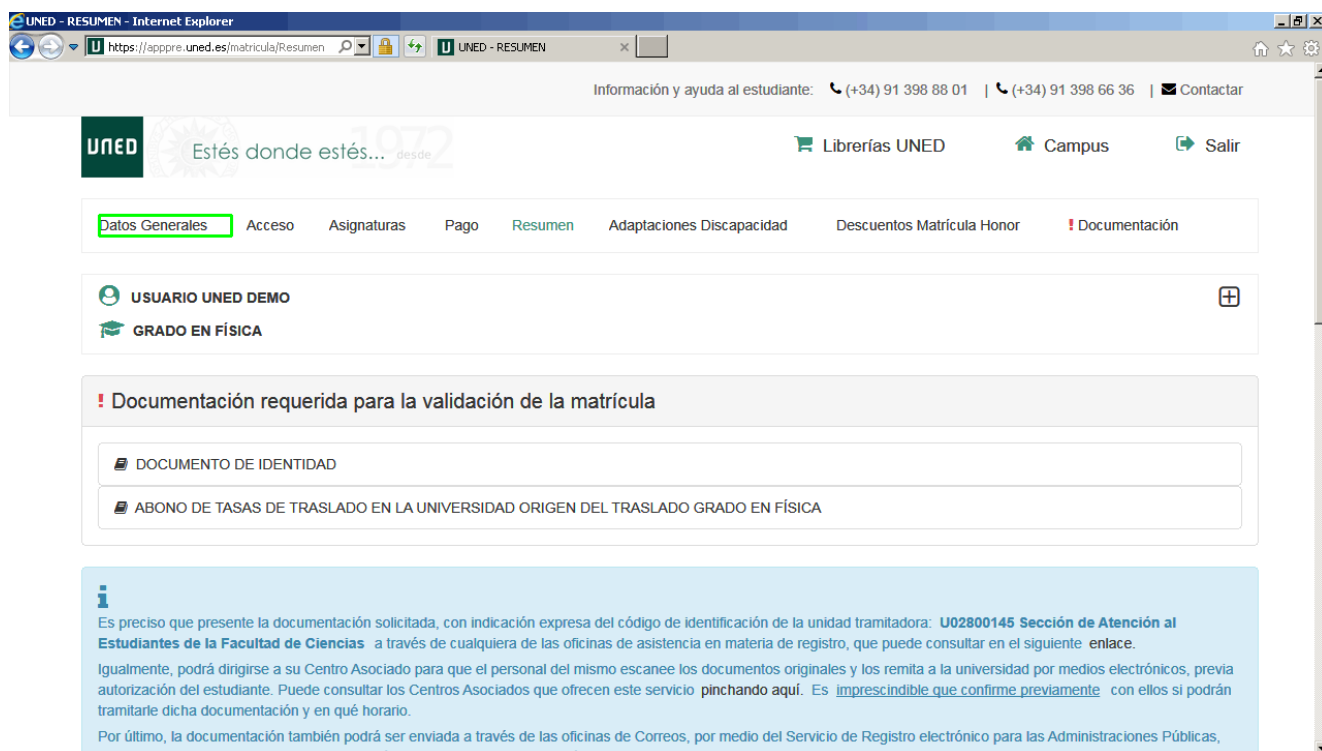 UNED - RESUMEN - Internet Explorer
https://apppre.uned.es/matricula/Resumen
UNED - RESUMEN
Información y ayuda al estudiante: (+34) 91 398 88 01 | (+34) 91 398 66 36 | Contactar
UNED
Estés donde estés... desde 1972
Librerías UNED
Campus
Salir
Datos Generales Acceso Asignaturas Pago Resumen Adaptaciones Discapacidad Descuentos Matrícula Honor ! Documentación
USUARIO UNED DEMO
GRADO EN FÍSICA
! Documentación requerida para la validación de la matrícula
DOCUMENTO DE IDENTIDAD
ABONO DE TASAS DE TRASLADO EN LA UNIVERSIDAD ORIGEN DEL TRASLADO GRADO EN FÍSICA
Es preciso que presente la documentación solicitada, con indicación expresa del código de identificación de la unidad tramitadora: U02800145 Sección de Atención al
Estudiantes de la Facultad de Ciencias a través de cualquiera de las oficinas de asistencia en materia de registro, que puede consultar en el siguiente enlace.
Igualmente, podrá dirigirse a su Centro Asociado para que el personal del mismo escanee los documentos originales y los remita a la universidad por medios electrónicos, previa
autorización del estudiante. Puede consultar los Centros Asociados que ofrecen este servicio pinchando aquí. Es imprescindible que confirme previamente con ellos si podrán
tramitarle dicha documentación y en qué horario.
Por último, la documentación también podrá ser enviada a través de las oficinas de Correos, por medio del Servicio de Registro electrónico para las Administraciones Públicas,